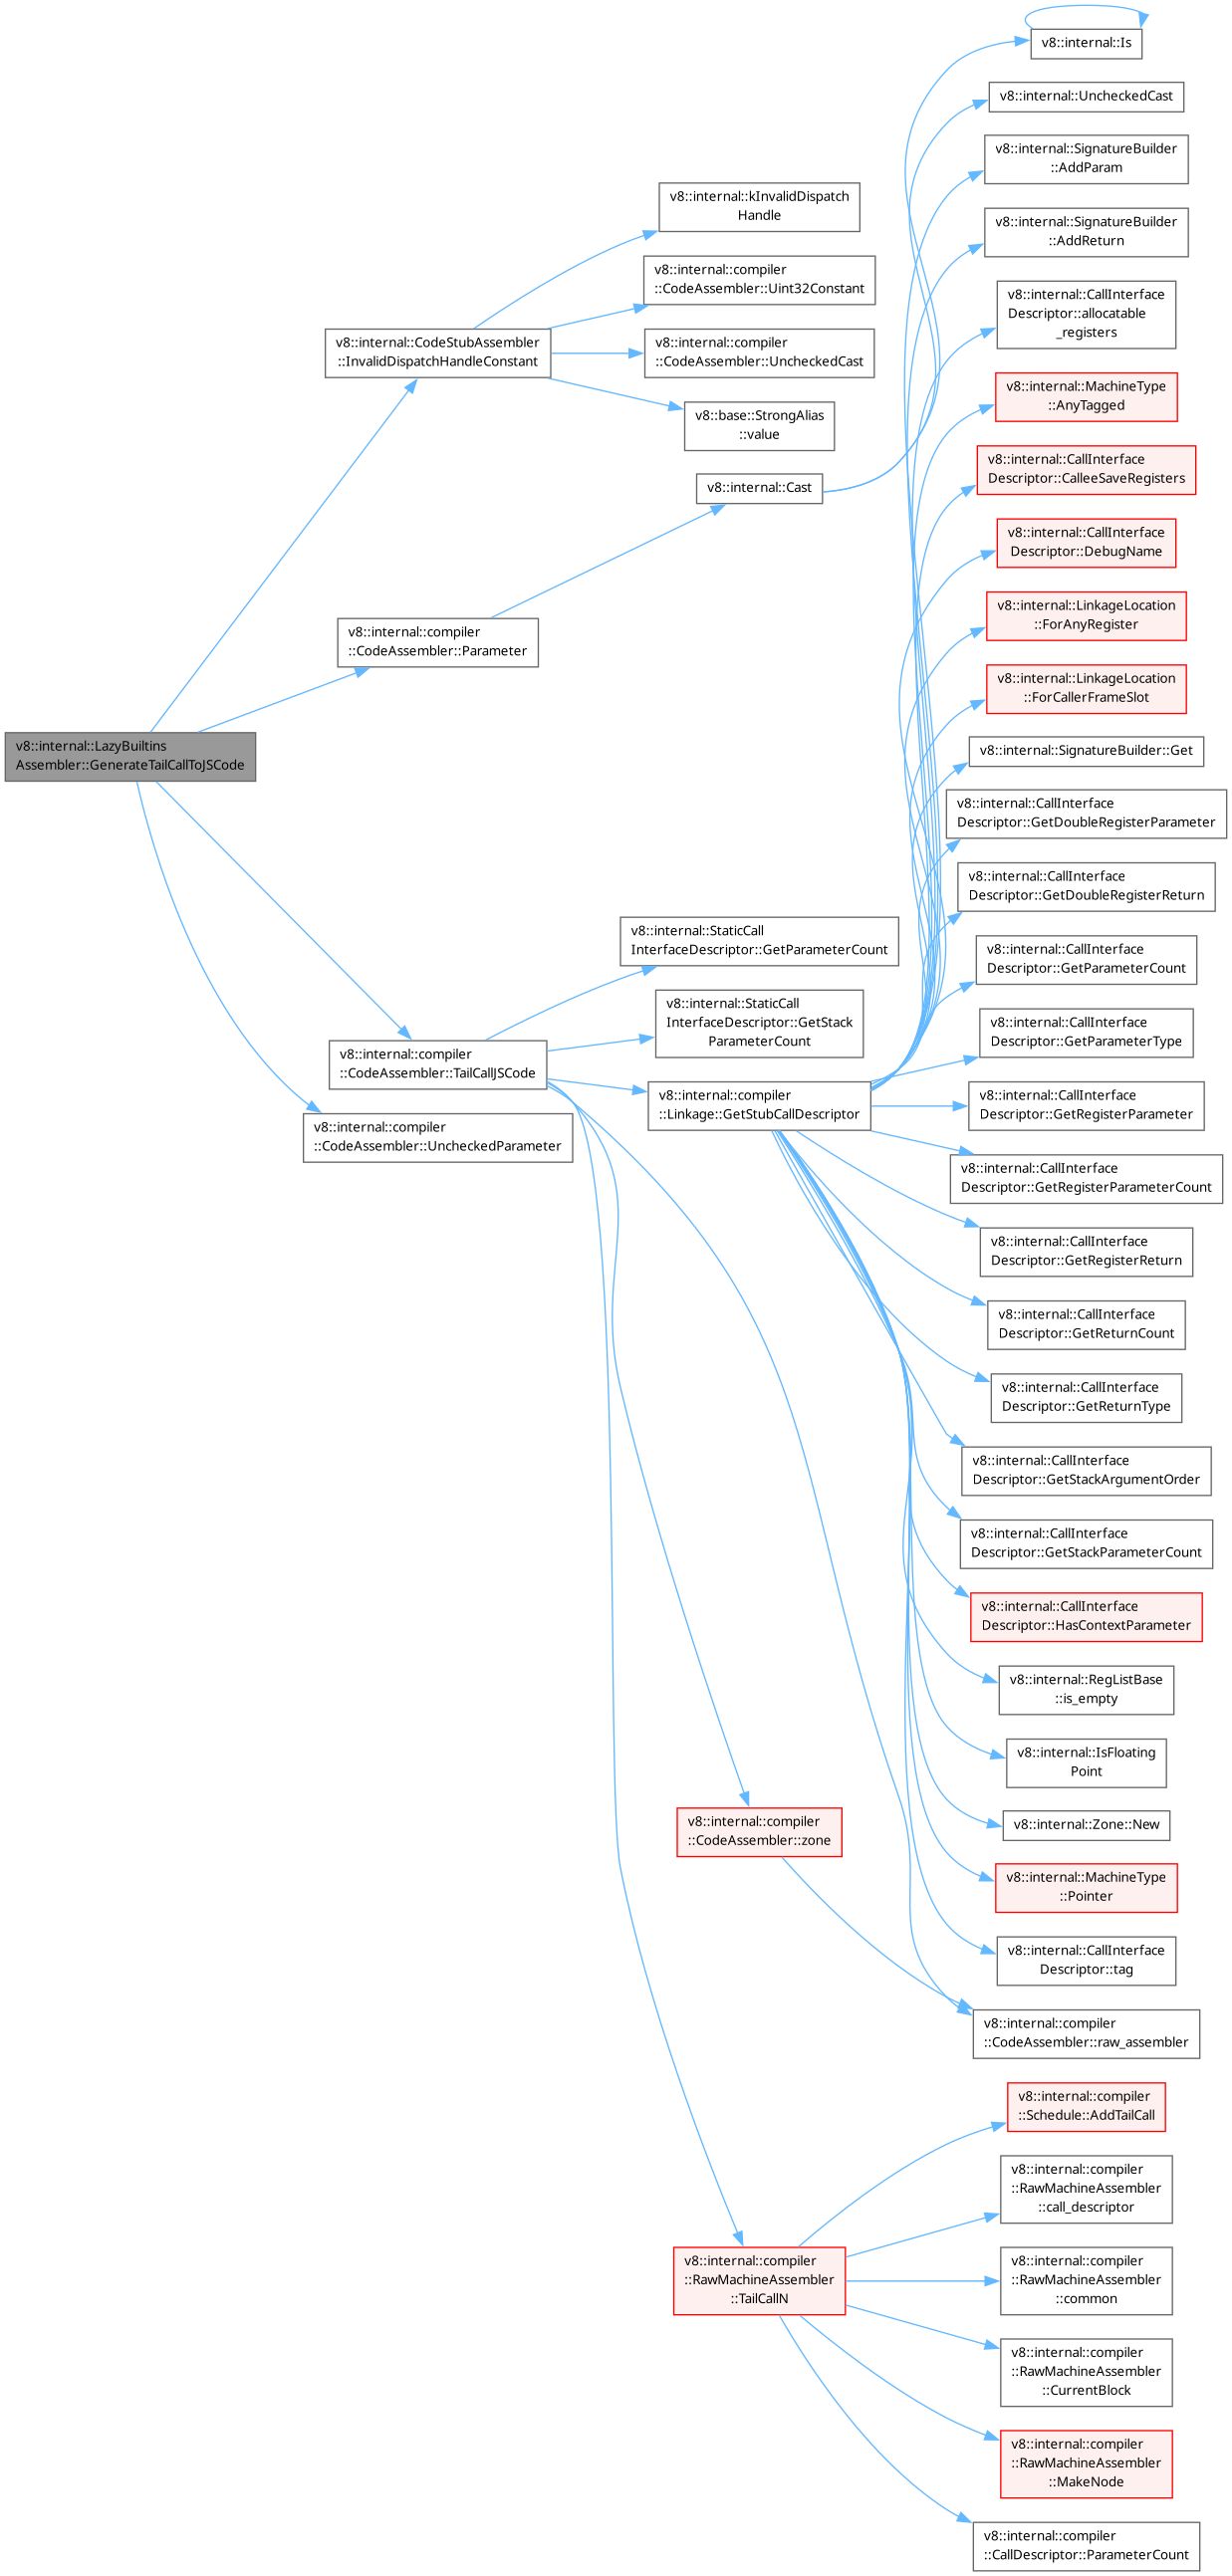 v8::internal::LazyBuiltins
Assembler::GenerateTailCallToJSCode
v8::internal::CodeStubAssembler
::InvalidDispatchHandleConstant
v8::internal::compiler
::CodeAssembler::Parameter
v8::internal::compiler
::CodeAssembler::TailCallJSCode
v8::internal::compiler
::CodeAssembler::UncheckedParameter
v8::internal::kInvalidDispatch
Handle
v8::internal::compiler
::CodeAssembler::Uint32Constant
v8::internal::compiler
::CodeAssembler::UncheckedCast
v8::base::StrongAlias
::value
v8::internal::Cast
v8::internal::StaticCall
InterfaceDescriptor::GetParameterCount
v8::internal::StaticCall
InterfaceDescriptor::GetStack
ParameterCount
v8::internal::compiler
::Linkage::GetStubCallDescriptor
v8::internal::compiler
::CodeAssembler::zone
v8::internal::compiler
::RawMachineAssembler
::TailCallN
v8::internal::Is
v8::internal::UncheckedCast
v8::internal::SignatureBuilder
::AddParam
v8::internal::SignatureBuilder
::AddReturn
v8::internal::CallInterface
Descriptor::allocatable
_registers
v8::internal::MachineType
::AnyTagged
v8::internal::CallInterface
Descriptor::CalleeSaveRegisters
v8::internal::CallInterface
Descriptor::DebugName
v8::internal::LinkageLocation
::ForAnyRegister
v8::internal::LinkageLocation
::ForCallerFrameSlot
v8::internal::SignatureBuilder::Get
v8::internal::CallInterface
Descriptor::GetDoubleRegisterParameter
v8::internal::CallInterface
Descriptor::GetDoubleRegisterReturn
v8::internal::CallInterface
Descriptor::GetParameterCount
v8::internal::CallInterface
Descriptor::GetParameterType
v8::internal::CallInterface
Descriptor::GetRegisterParameter
v8::internal::CallInterface
Descriptor::GetRegisterParameterCount
v8::internal::CallInterface
Descriptor::GetRegisterReturn
v8::internal::CallInterface
Descriptor::GetReturnCount
v8::internal::CallInterface
Descriptor::GetReturnType
v8::internal::CallInterface
Descriptor::GetStackArgumentOrder
v8::internal::CallInterface
Descriptor::GetStackParameterCount
v8::internal::CallInterface
Descriptor::HasContextParameter
v8::internal::RegListBase
::is_empty
v8::internal::IsFloating
Point
v8::internal::Zone::New
v8::internal::MachineType
::Pointer
v8::internal::CallInterface
Descriptor::tag
v8::internal::compiler
::CodeAssembler::raw_assembler
v8::internal::compiler
::Schedule::AddTailCall
v8::internal::compiler
::RawMachineAssembler
::call_descriptor
v8::internal::compiler
::RawMachineAssembler
::common
v8::internal::compiler
::RawMachineAssembler
::CurrentBlock
v8::internal::compiler
::RawMachineAssembler
::MakeNode
v8::internal::compiler
::CallDescriptor::ParameterCount